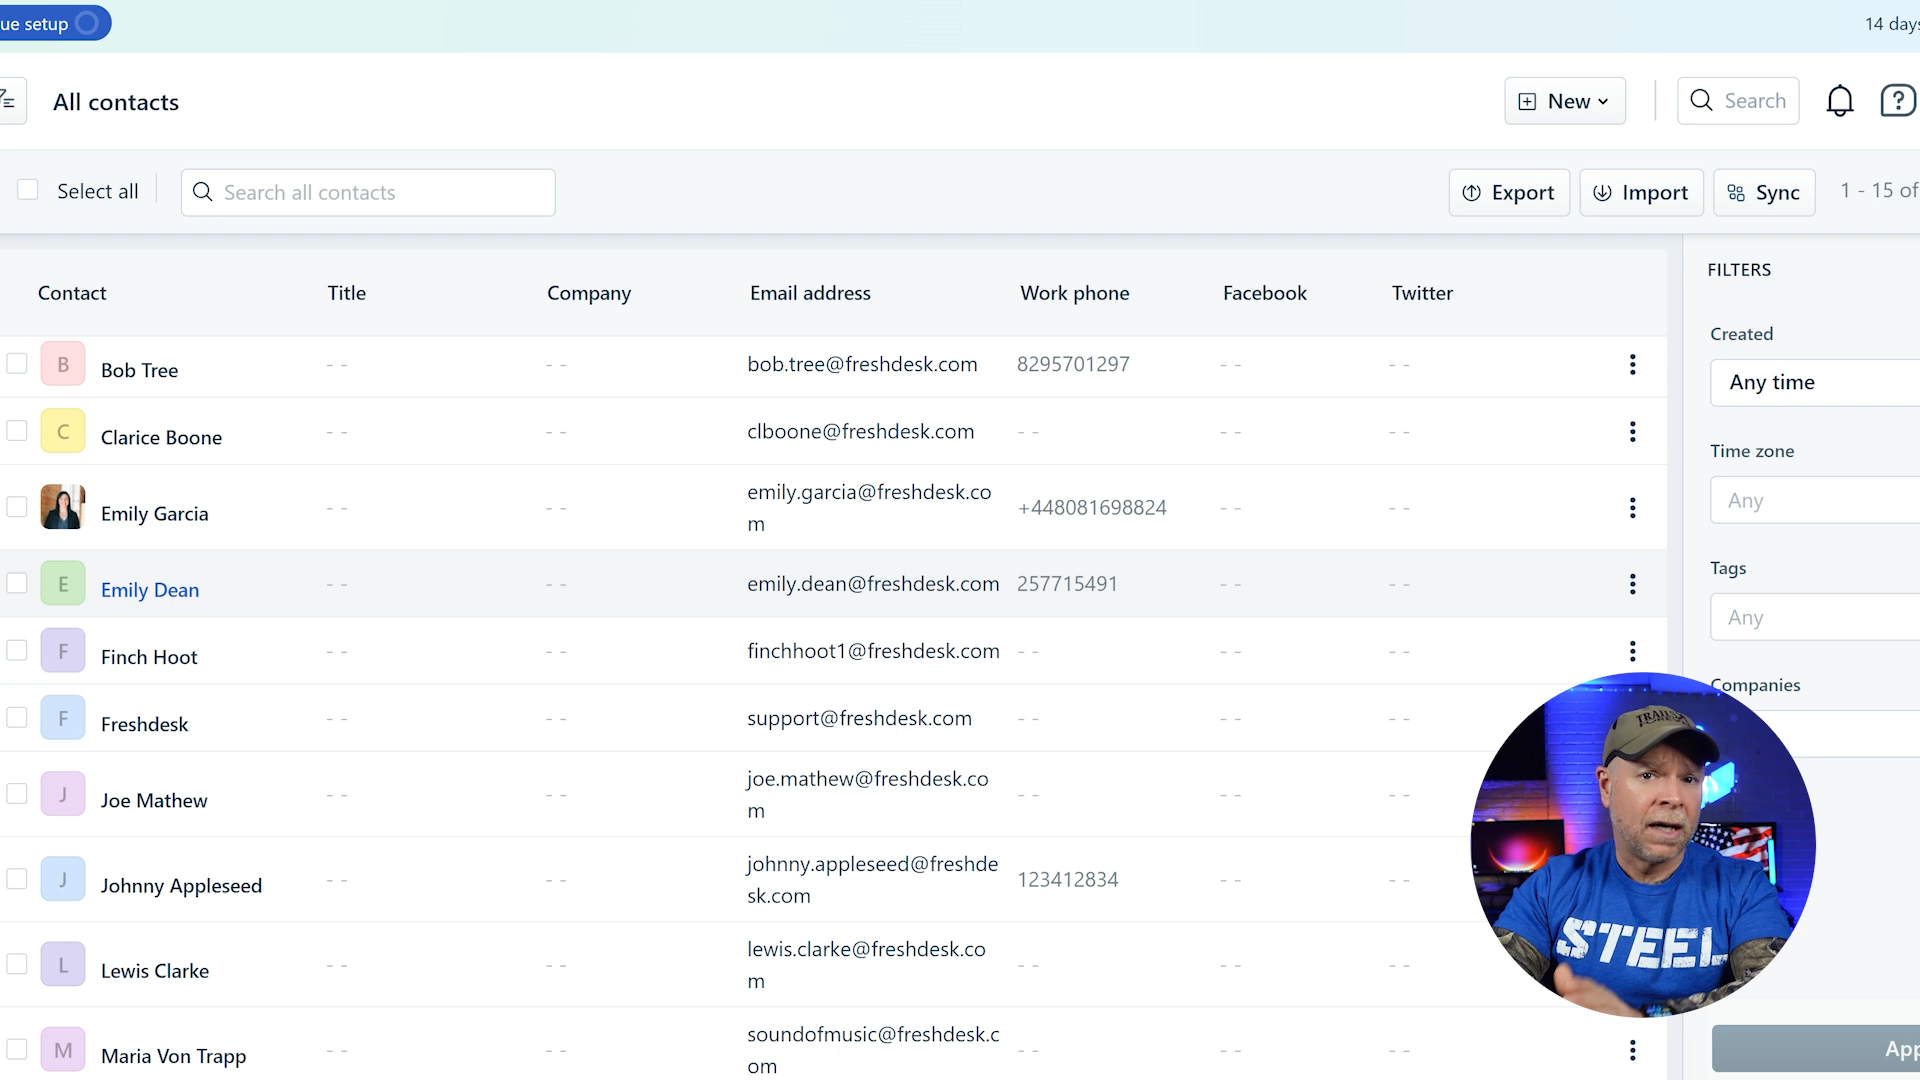 ue setup
14 days
All contacts
New
Search
Select all
Search all contacts
Export
Import
Sync
1 - 15 of
Contact
Title
Company
Email address
Work phone
Facebook
Twitter
FILTERS
Created
Any time
Time zone
Any
Tags
Any
Companies
B
Bob Tree
- -
- -
bob.tree@freshdesk.com
8295701297
- -
- -
C
Clarice Boone
- -
- -
clboone@freshdesk.com
- -
- -
- -
Emily Garcia
- -
- -
emily.garcia@freshdesk.co
m
+448081698824
- -
- -
E
Emily Dean
- -
- -
emily.dean@freshdesk.com
257715491
- -
- -
F
Finch Hoot
- -
- -
finchhoot1@freshdesk.com
- -
- -
- -
F
Freshdesk
- -
- -
support@freshdesk.com
- -
- -
- -
J
Joe Mathew
- -
- -
joe.mathew@freshdesk.co
m
- -
- -
- -
J
Johnny Appleseed
- -
- -
johnny.appleseed@freshde
sk.com
123412834
- -
- -
L
Lewis Clarke
- -
- -
lewis.clarke@freshdesk.co
m
- -
- -
- -
M
Maria Von Trapp
- -
- -
soundofmusic@freshdesk.c
om
- -
- -
- -
STEEL
App